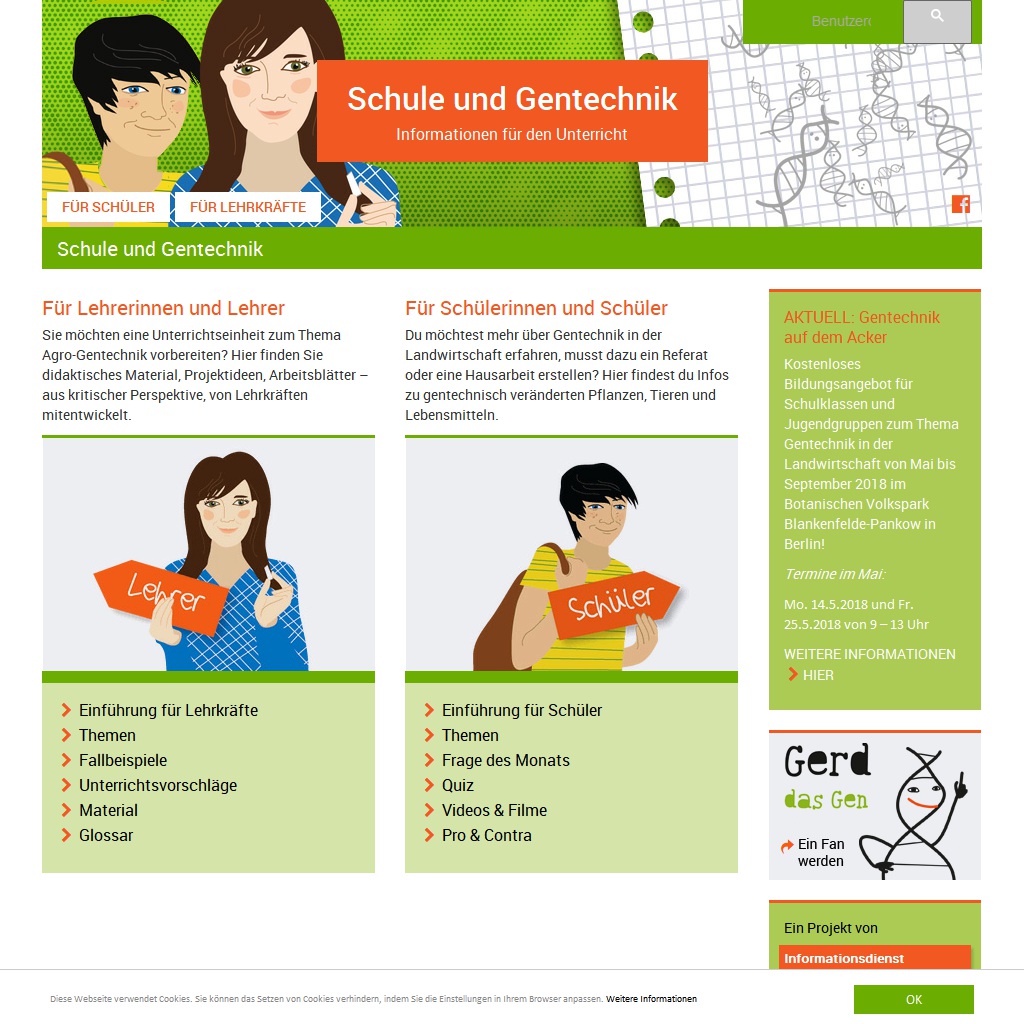 Benutzer
Schule und Gentechnik
Informationen für den Unterricht
FÜR SCHÜLER
FÜR LEHRKRÄFTE
Schule und Gentechnik
Für Lehrerinnen und Lehrer
Sie möchten eine Unterrichtseinheit zum Thema
Agro-Gentechnik vorbereiten? Hier finden Sie
didaktisches Material, Projektideen, Arbeitsblätter –
aus kritischer Perspektive, von Lehrkräften
mitentwickelt.
Lehrer
Einführung für Lehrkräfte
Themen
Fallbeispiele
Unterrichtsvorschläge
Material
Glossar
Für Schülerinnen und Schüler
Du möchtest mehr über Gentechnik in der
Landwirtschaft erfahren, musst dazu ein Referat
oder eine Hausarbeit erstellen? Hier findest du Infos
zu gentechnisch veränderten Pflanzen, Tieren und
Lebensmitteln.
Schüler
Einführung für Schüler
Themen
Frage des Monats
Quiz
Videos & Filme
Pro & Contra
AKTUELL: Gentechnik
auf dem Acker
Kostenloses
Bildungsangebot für
Schulklassen und
Jugendgruppen zum Thema
Gentechnik in der
Landwirtschaft von Mai bis
September 2018 im
Botanischen Volkspark
Blankenfelde-Pankow in
Berlin!
Termine im Mai:
Mo. 14.5.2018 und Fr.
25.5.2018 von 9 – 13 Uhr
WEITERE INFORMATIONEN
HIER
Gerd
das Gen
Ein Fan
werden
Ein Projekt von
Informationsdienst
Diese Webseite verwendet Cookies. Sie können das Setzen von Cookies verhindern, indem Sie die Einstellungen in Ihrem Browser anpassen. Weitere Informationen
OK